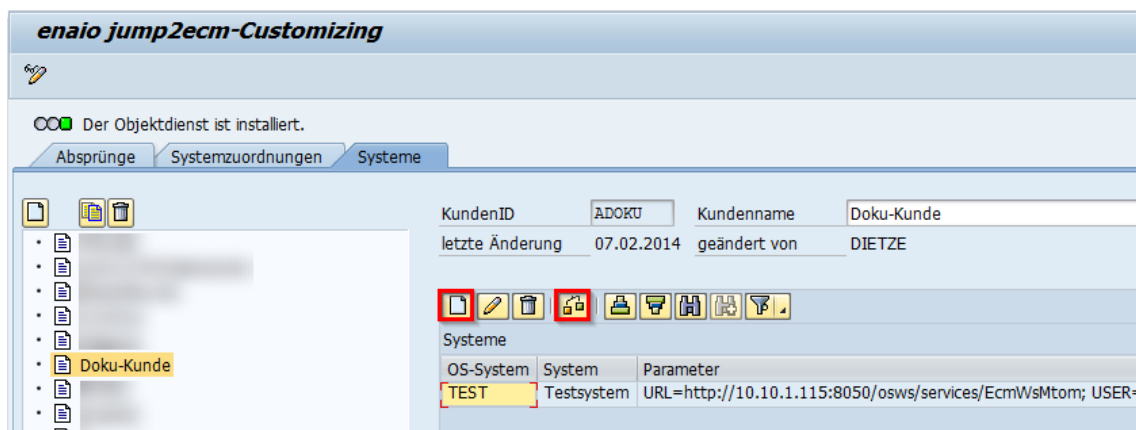 enaio jump2ecm-Customizing
Der Objektdienst ist installiert.
Absprünge Systemzuordnungen Systeme
KundenID ADOKU Kundenname Doku-Kunde
letzte Änderung 07.02.2014 geändert von DIETZE
Doku-Kunde
Systeme
OS-System System Parameter
TEST Testsystem URL=http://10.10.1.115:8050/osws/services/EcmWsMtom; USER=